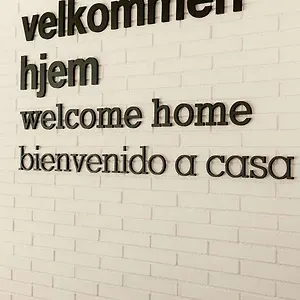 velkommen
hjem
welcome home
bienvenido a casa